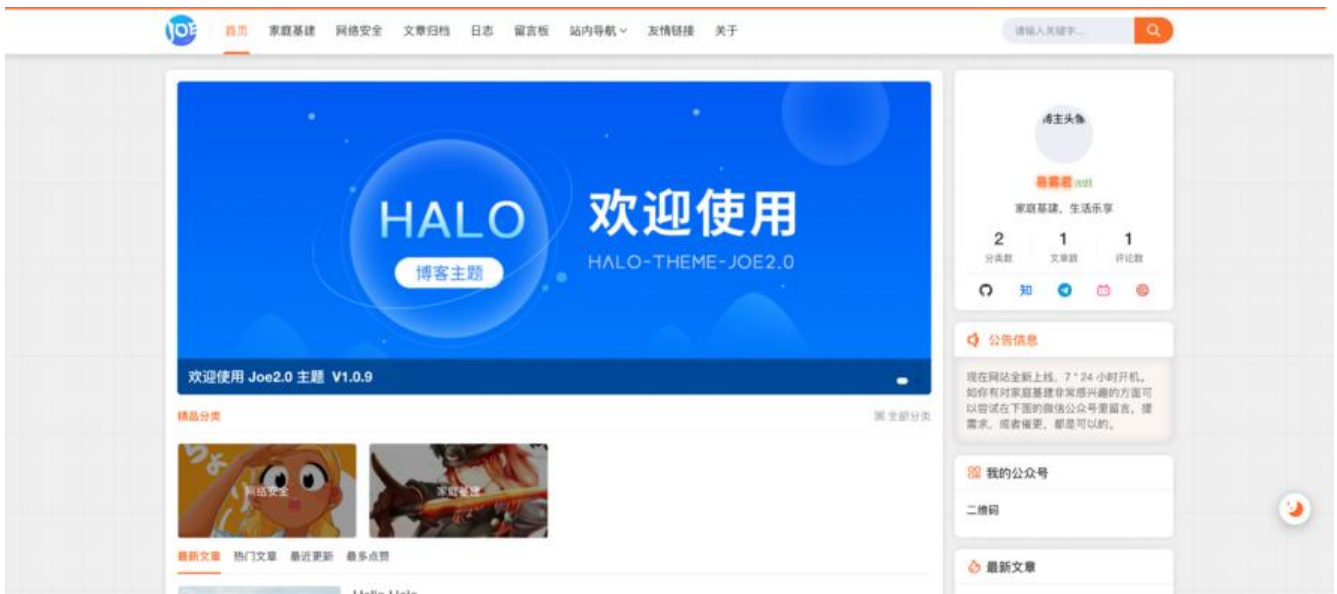 JOE
首页 家庭基建 网络安全 文章归档 日志 留言板 站内导航 友情链接 关于
请输入关键字...
HALO
博客主题
欢迎使用
HALO-THEME-JOE2.0
欢迎使用 Joe2.0 主题 V1.0.9
精品分类
全部分类
ちょ
网络安全
家庭基建
最新文章 热门文章 最近更新 最多点赞
Hello Halo
博主头像
家庭基建，生活乐享
2 1 1
分类数 文章数 评论数
知
公告信息
现在网站全新上线，7 * 24 小时开机。
如你有对家庭基建非常感兴趣的方面可
以尝试在下面的微信公众号里留言，提
需求，或者催更，都是可以的。
我的公众号
二维码
最新文章